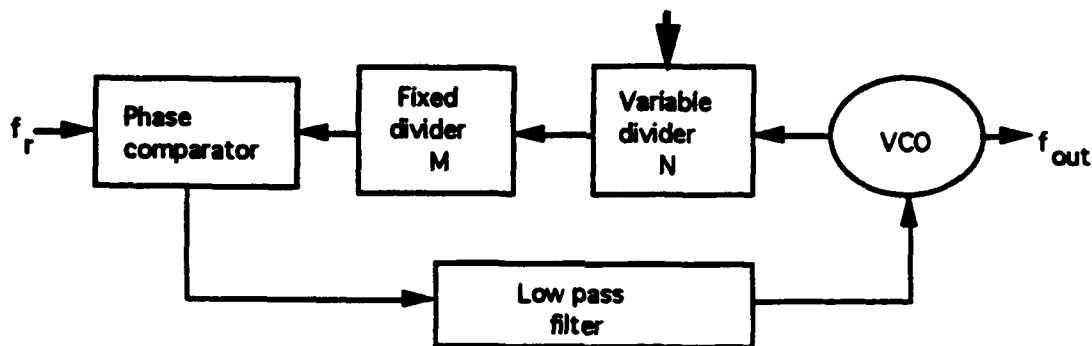 f r
Phase
comparator
Fixed
divider
M
Variable
divider
N
VCO
f out
Low pass
filter